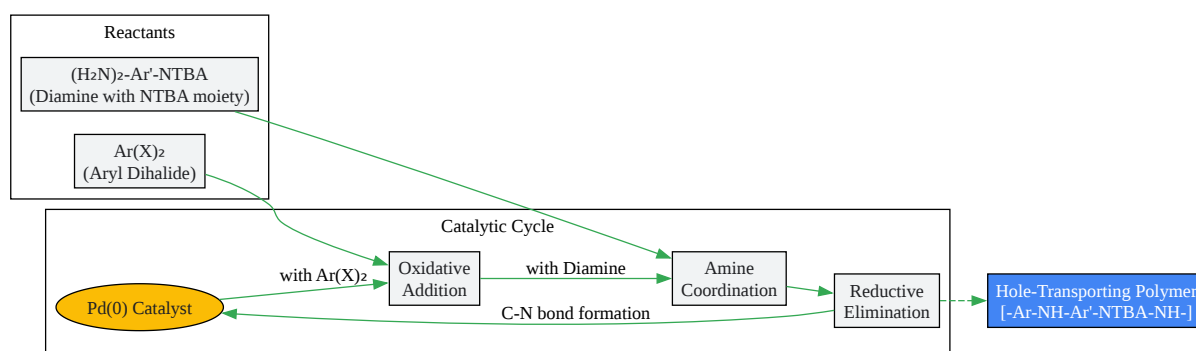 Reactants
(H₂N)₂-Ar'-NTBA
(Diamine with NTBA moiety)
Ar(X)₂
(Aryl Dihalide)
Catalytic Cycle
Pd(0) Catalyst
with Ar(X)₂
Oxidative
Addition
with Diamine
Amine
Coordination
C-N bond formation
Reductive
Elimination
Hole-Transporting Polymer
[-Ar-NH-Ar'-NTBA-NH-]